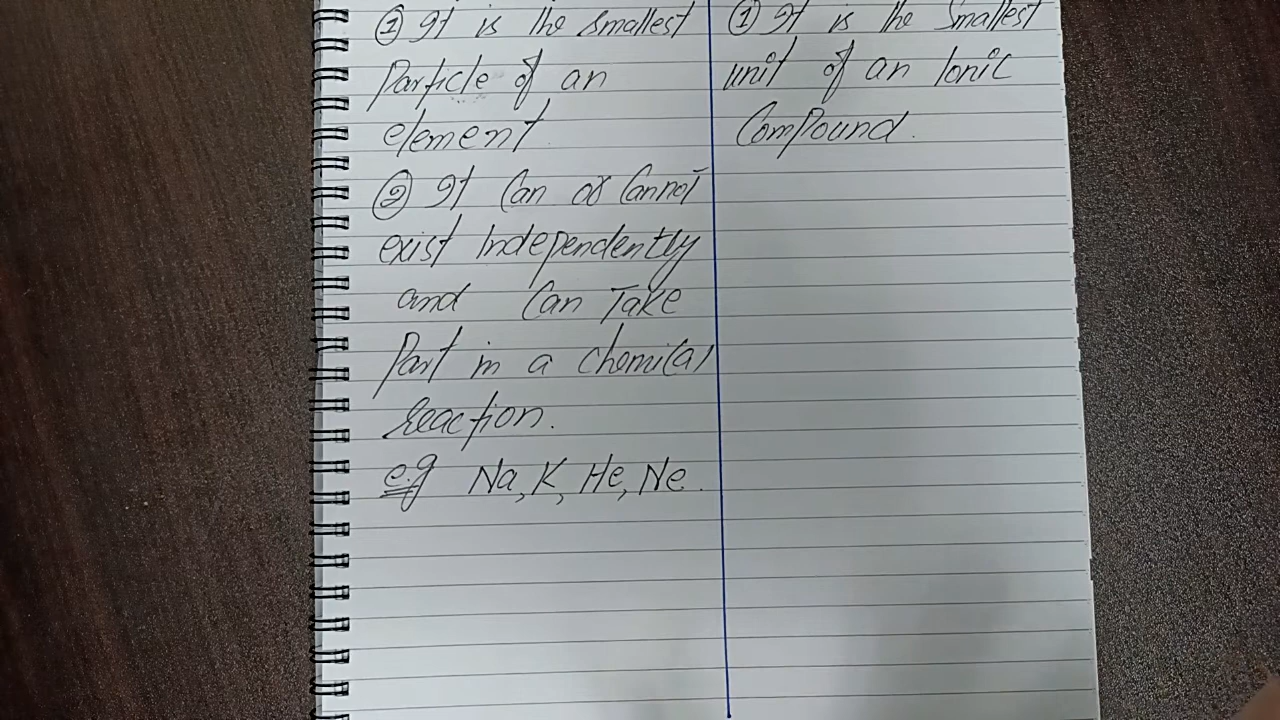 ① It is the smallest
Particle of an
element.
② It Can or Cannot
exist Independently
and Can Take
Part in a chemical
reaction.
e.g Na, K, He, Ne.
① It is the smallest
unit of an Ionic
Compound.